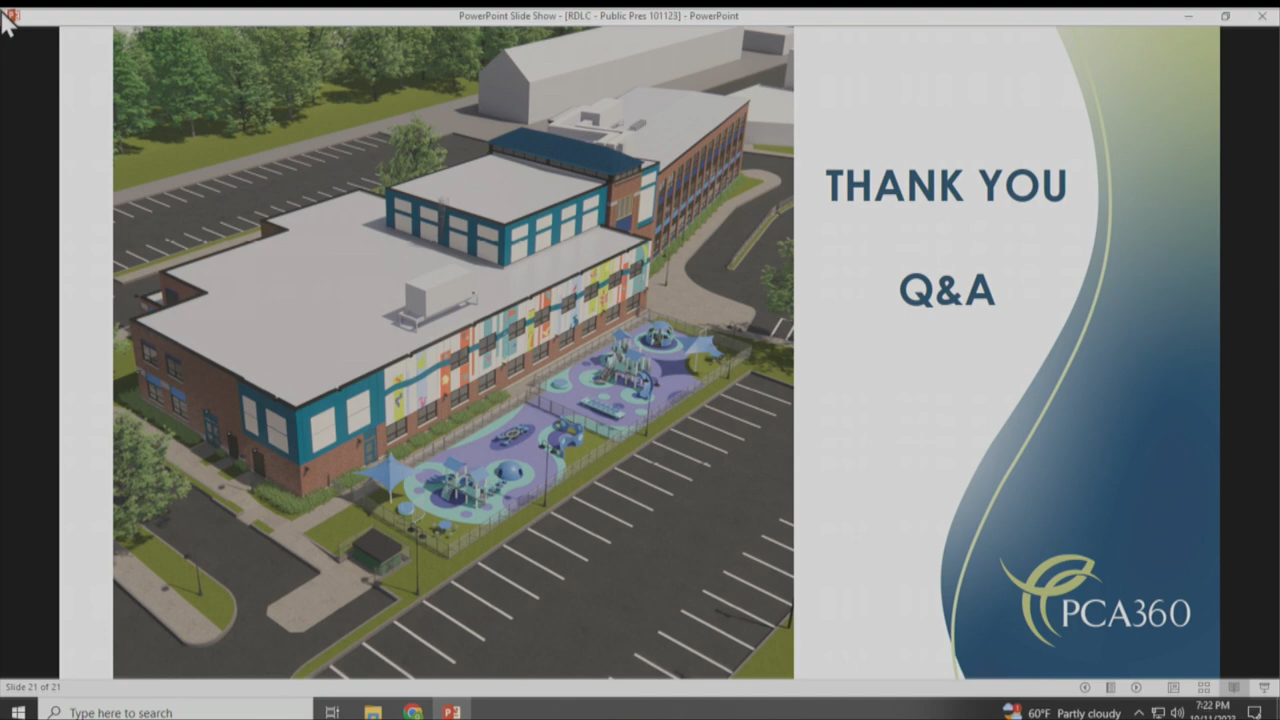 PowerPoint Slide Show - [RDLC - Public Pres 101123] - PowerPoint
THANK YOU
Q&A
PCA360
Slide 21 of 21
Type here to search
60°F Partly cloudy
7:22 PM